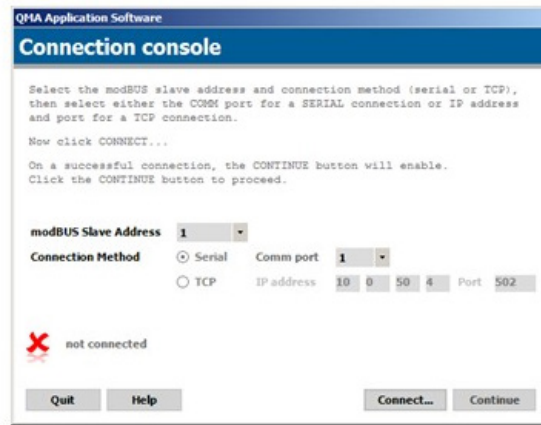 QMA Application Software
Connection console
Select the modBUS slave address and connection method (serial or TCP),
then select either the COMM port for a SERIAL connection or IP address
and port for a TCP connection.
Now click CONNECT...
On a successful connection, the CONTINUE button will enable.
Click the CONTINUE button to proceed.
modBUS Slave Address 1
Connection Method Serial Comm port 1
TCP IP address 10 0 50 4 Port 502
not connected
Quit Help Connect... Continue